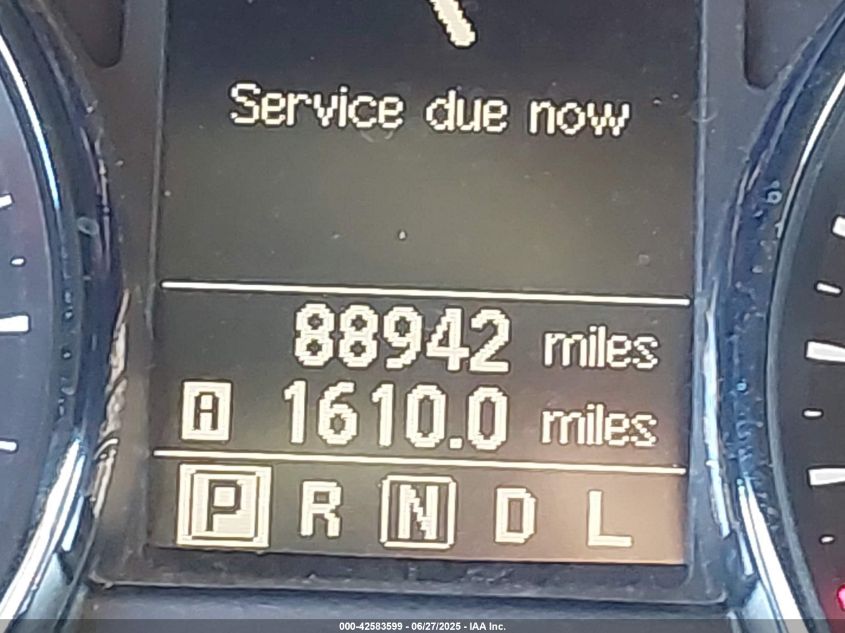 Service due now
88942 miles
A 1610.0 miles
P R N D L
000-42583599 - 06/27/2025 - IAA Inc.